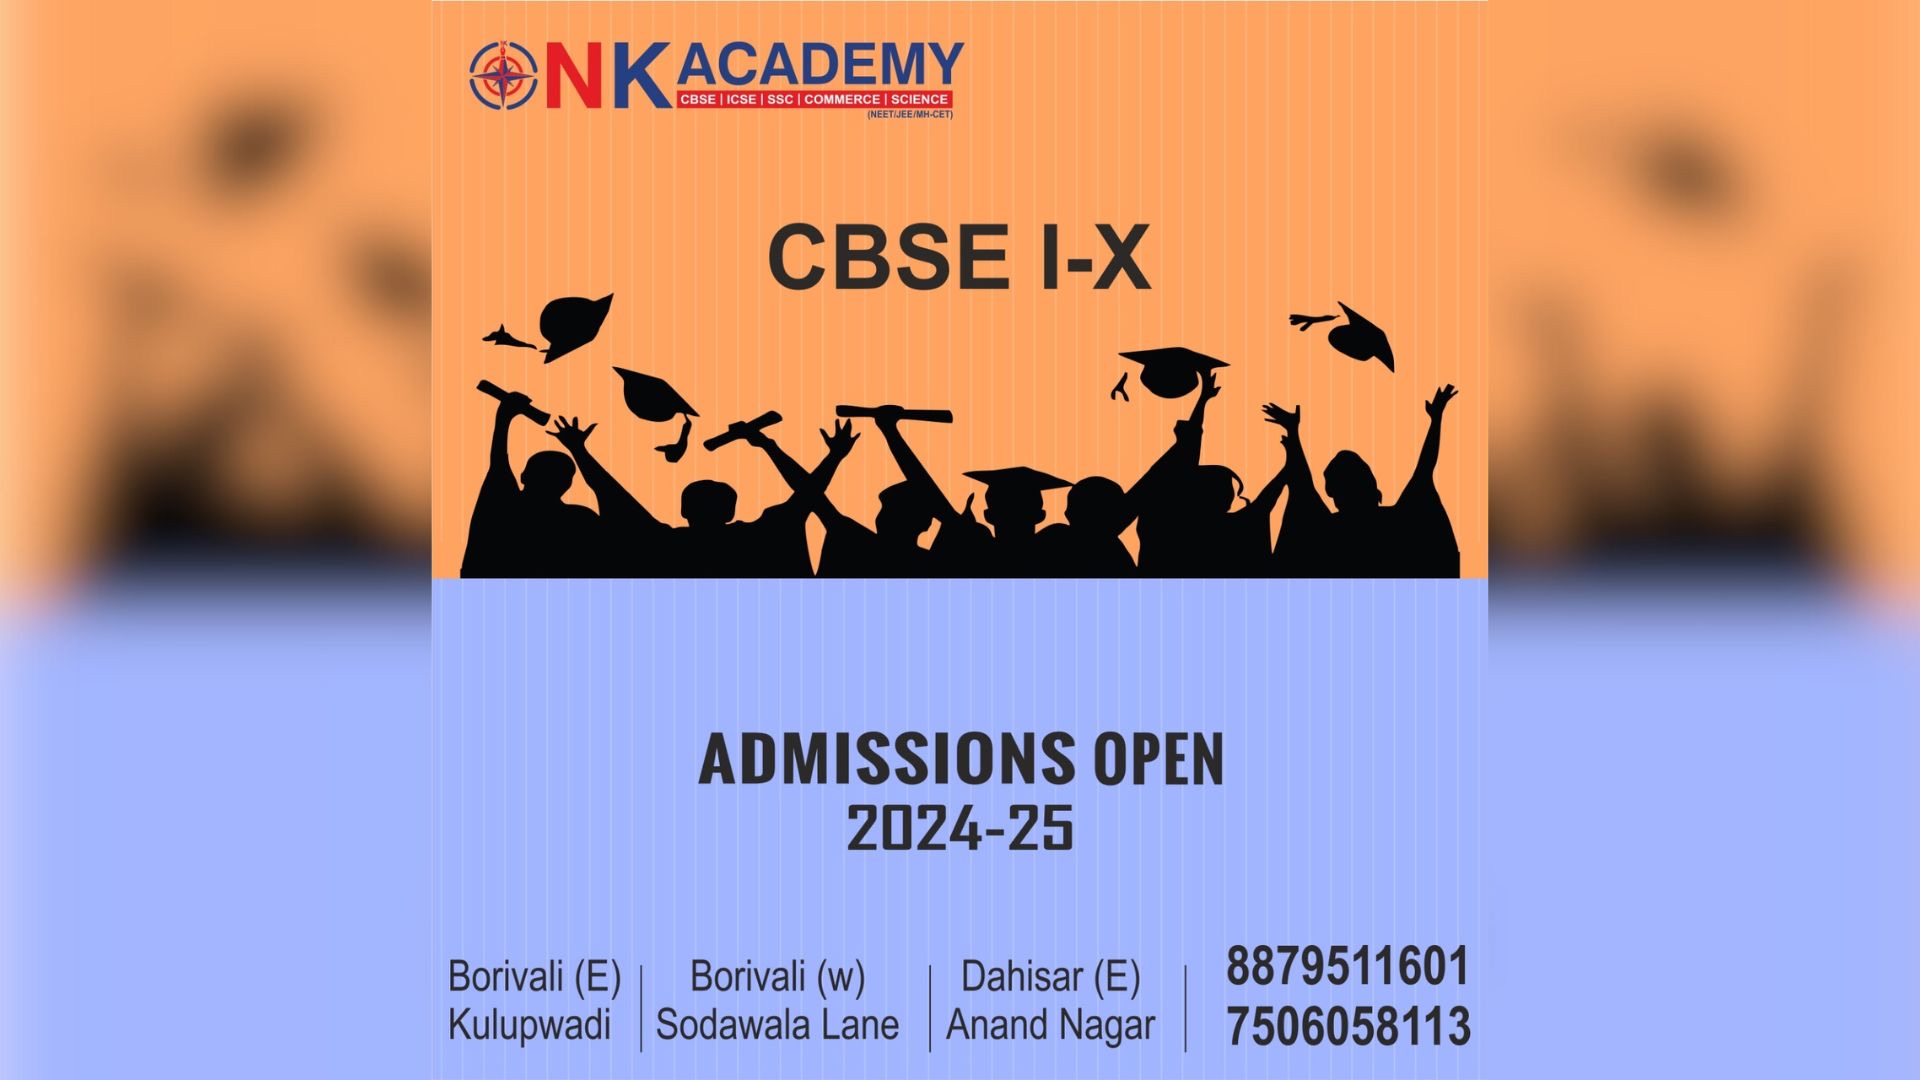 NK ACADEMY
CBSE | ICSE | SSC | COMMERCE | SCIENCE
(NEET/JEE/MH-CET)
CBSE I-X
ADMISSIONS OPEN
2024-25
Borivali (E)
Kulupwadi
Borivali (w)
Sodawala Lane
Dahisar (E)
Anand Nagar
8879511601
7506058113